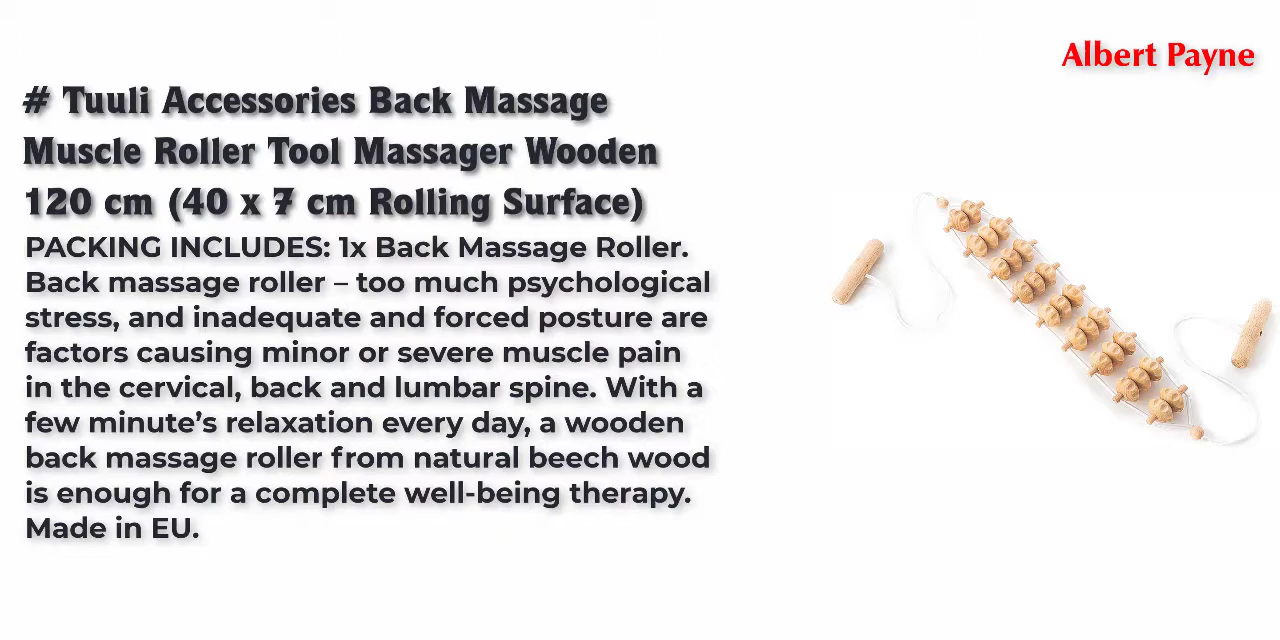 Albert Payne
# Tuuli Accessories Back Massage
Muscle Roller Tool Massager Wooden
120 cm (40 x 7 cm Rolling Surface)
PACKING INCLUDES: 1x Back Massage Roller.
Back massage roller – too much psychological
stress, and inadequate and forced posture are
factors causing minor or severe muscle pain
in the cervical, back and lumbar spine. With a
few minute’s relaxation every day, a wooden
back massage roller from natural beech wood
is enough for a complete well-being therapy.
Made in EU.